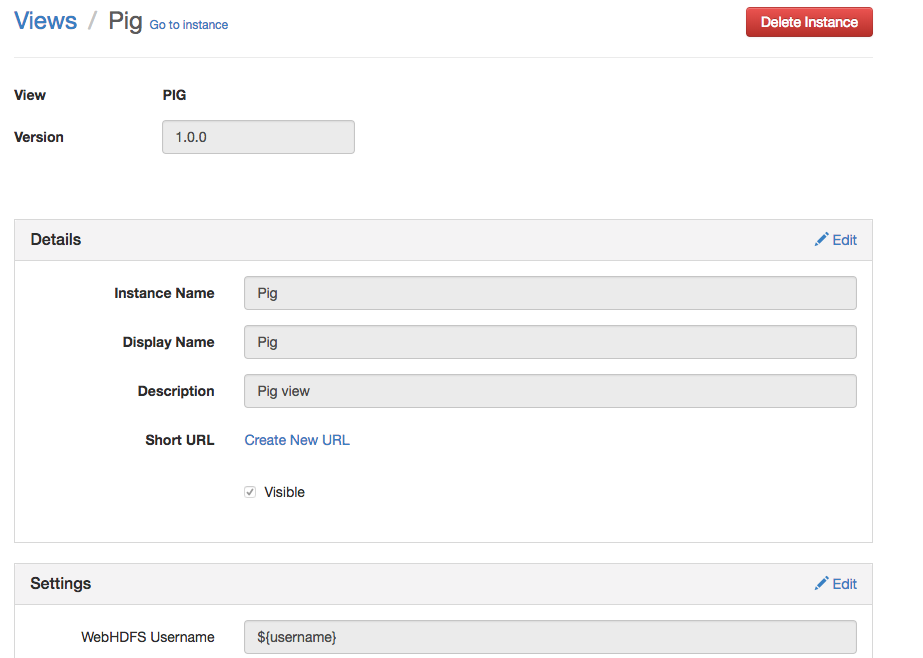 Views / Pig Go to instance Delete Instance
View PIG
Version 1.0.0
Details Edit
Instance Name Pig
Display Name Pig
Description Pig view
Short URL Create New URL
Visible
Settings Edit
WebHDFS Username ${username}